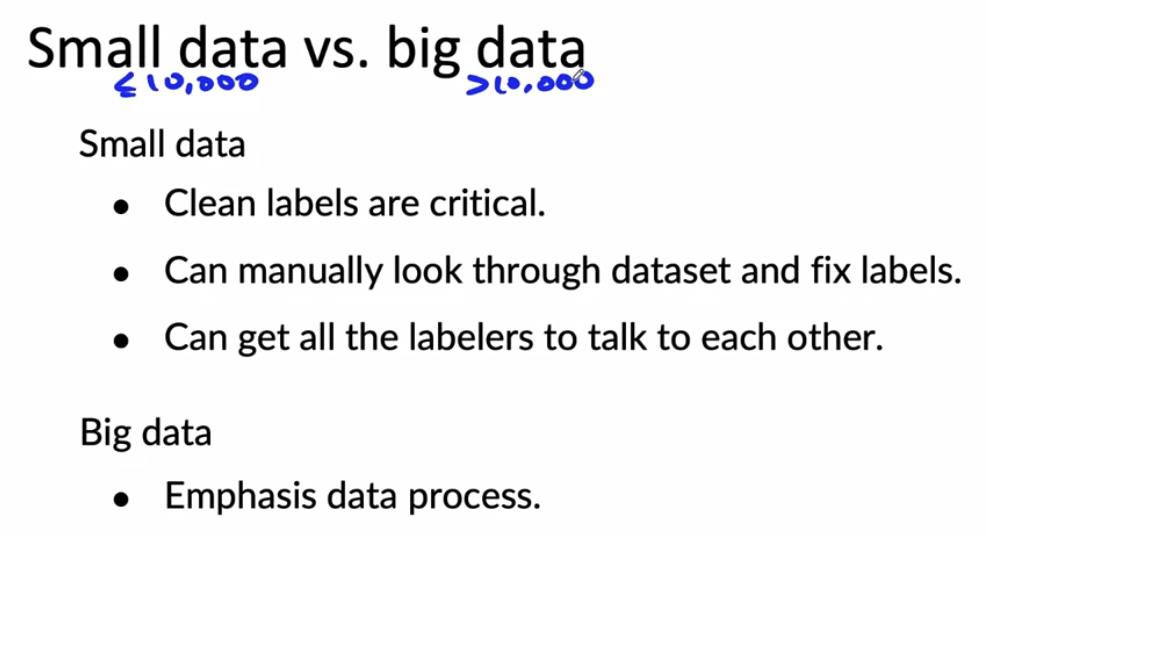 Small data vs. big data
≤ 10,000 >10,000
Small data
• Clean labels are critical.
• Can manually look through dataset and fix labels.
• Can get all the labelers to talk to each other.
Big data
• Emphasis data process.